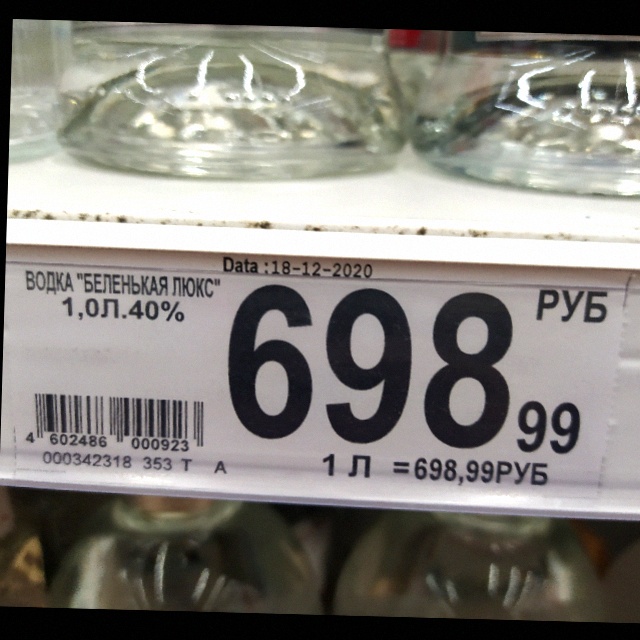 Data :18-12-2020
ВОДКА "БЕЛЕНЬКАЯ ЛЮКС"
1,0Л.40%
698 99 РУБ
4 602486 000923
000342318 353 Т А
1 Л =698,99РУБ